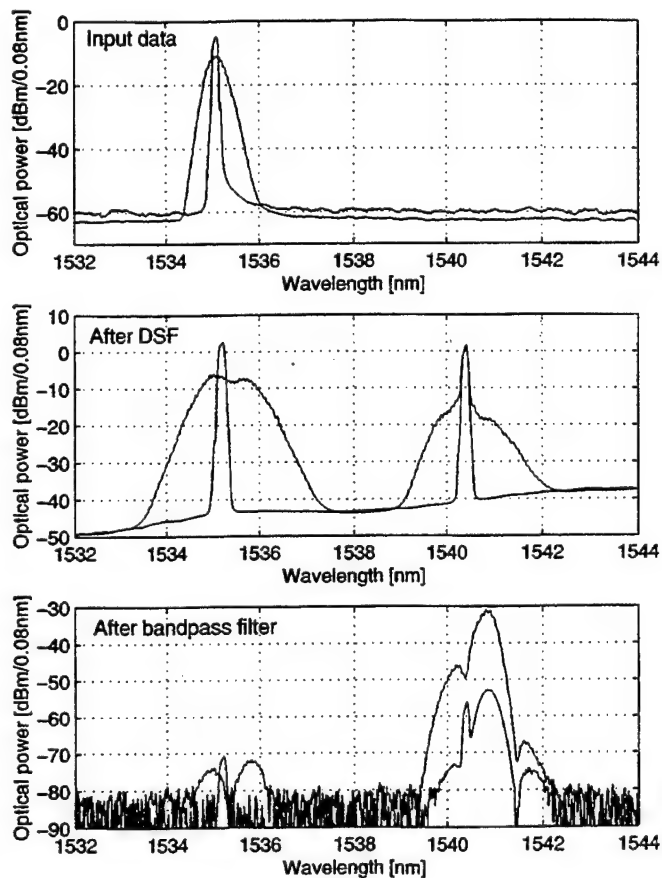 0
Input data
−20
−40
−60
1532 1534 1536 1538 1540 1542 1544
Wavelength [nm]
Optical power [dBm/0.08nm]
10
After DSF
0
−10
−20
−30
−40
−50
1532 1534 1536 1538 1540 1542 1544
Wavelength [nm]
Optical power [dBm/0.08nm]
−30
After bandpass filter
−40
−50
−60
−70
−80
−90
1532 1534 1536 1538 1540 1542 1544
Wavelength [nm]
Optical power [dBm/0.08nm]